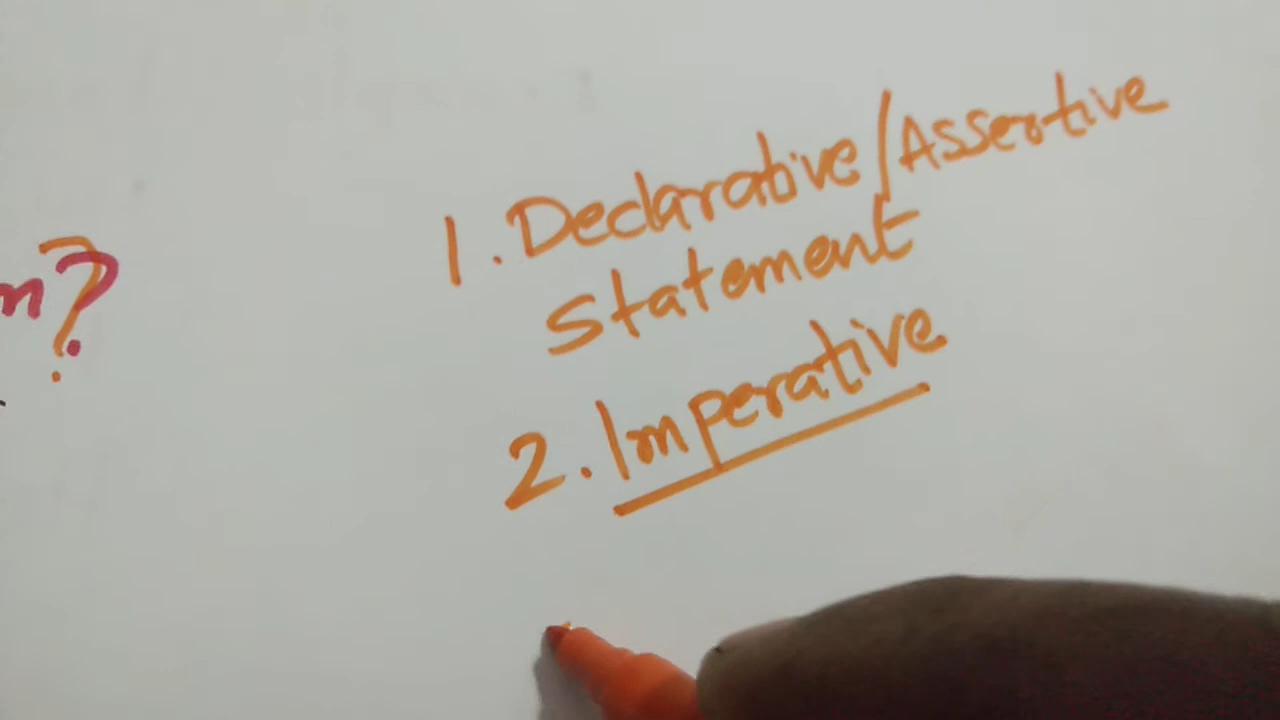 1. Declarative/Assertive
Statement
2. Imperative
n?